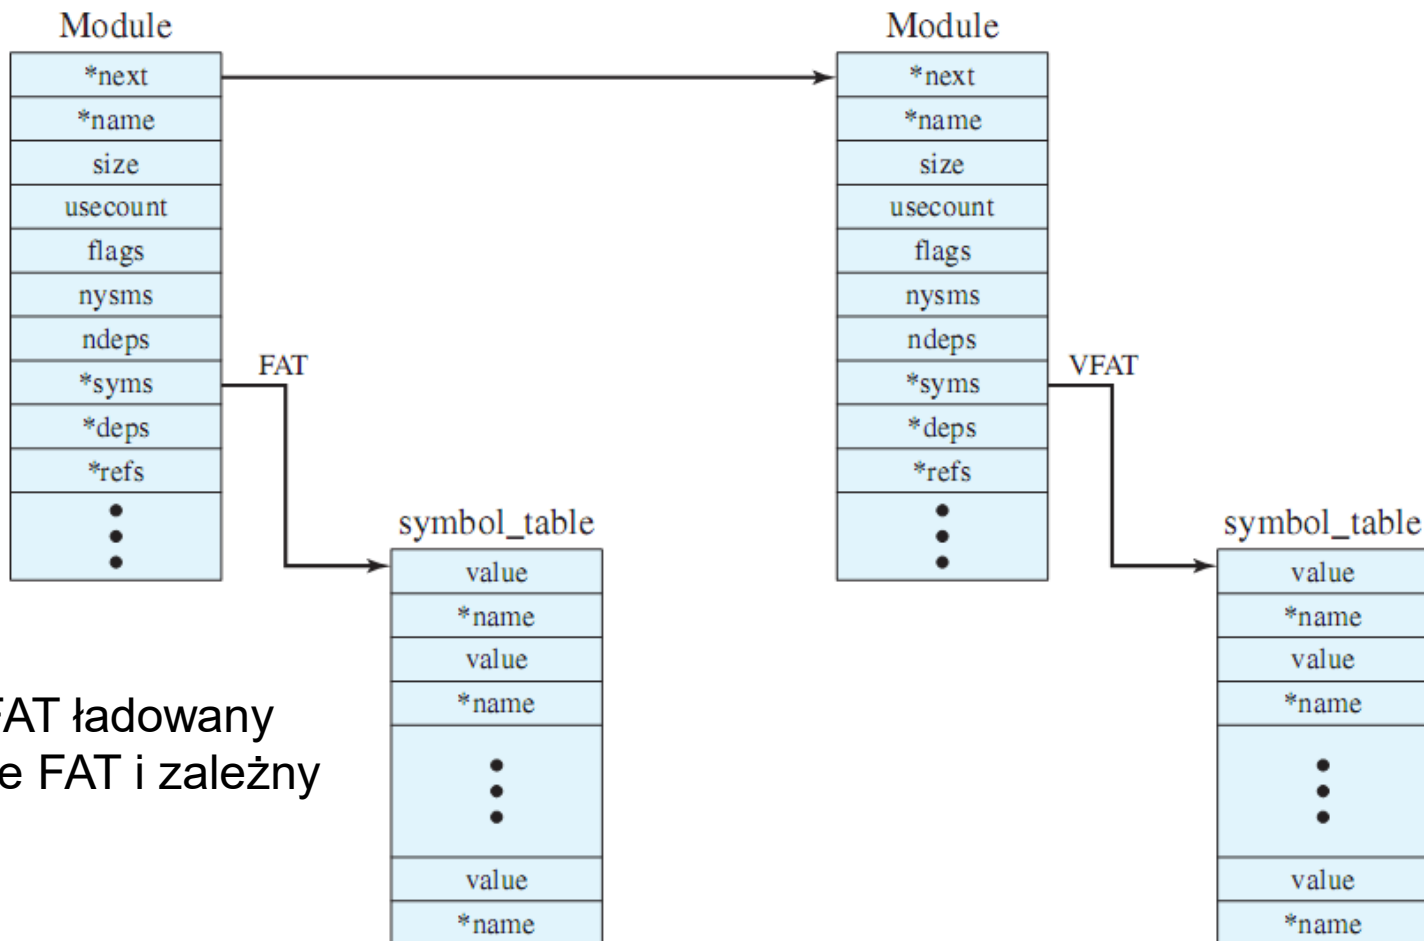 Module
*next
*name
size
usecount
flags
nysms
ndeps
*syms
*deps
*refs
FAT
symbol_table
value
*name
value
*name
value
*name
Module
*next
*name
size
usecount
flags
nysms
ndeps
*syms
*deps
*refs
VFAT
symbol_table
value
*name
value
*name
value
*name
FAT ładowany
e FAT i zależny